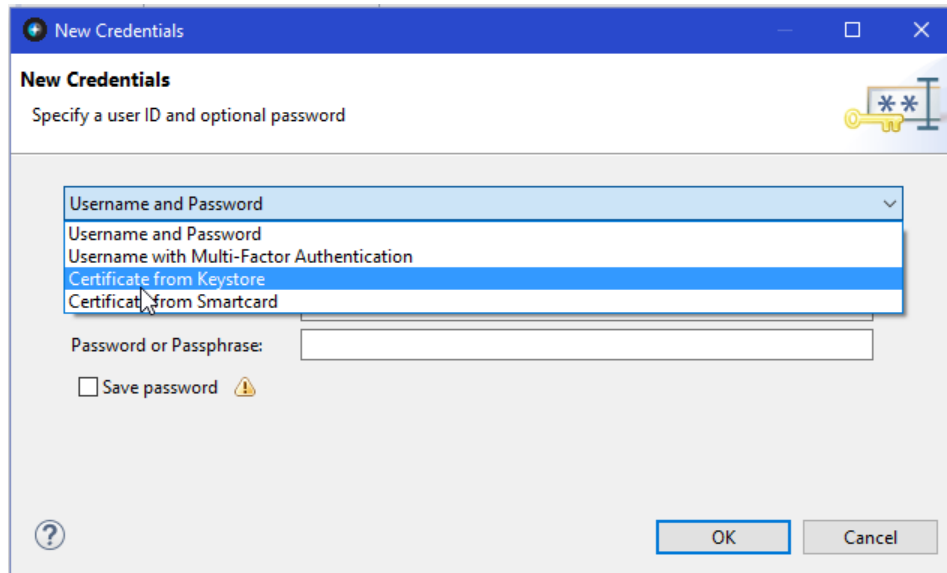 New Credentials
New Credentials
Specify a user ID and optional password
**
Username and Password
Username and Password
Username with Multi-Factor Authentication
Certificate from Keystore
Certificate from Smartcard
Password or Passphrase:
Save password
?
OK
Cancel